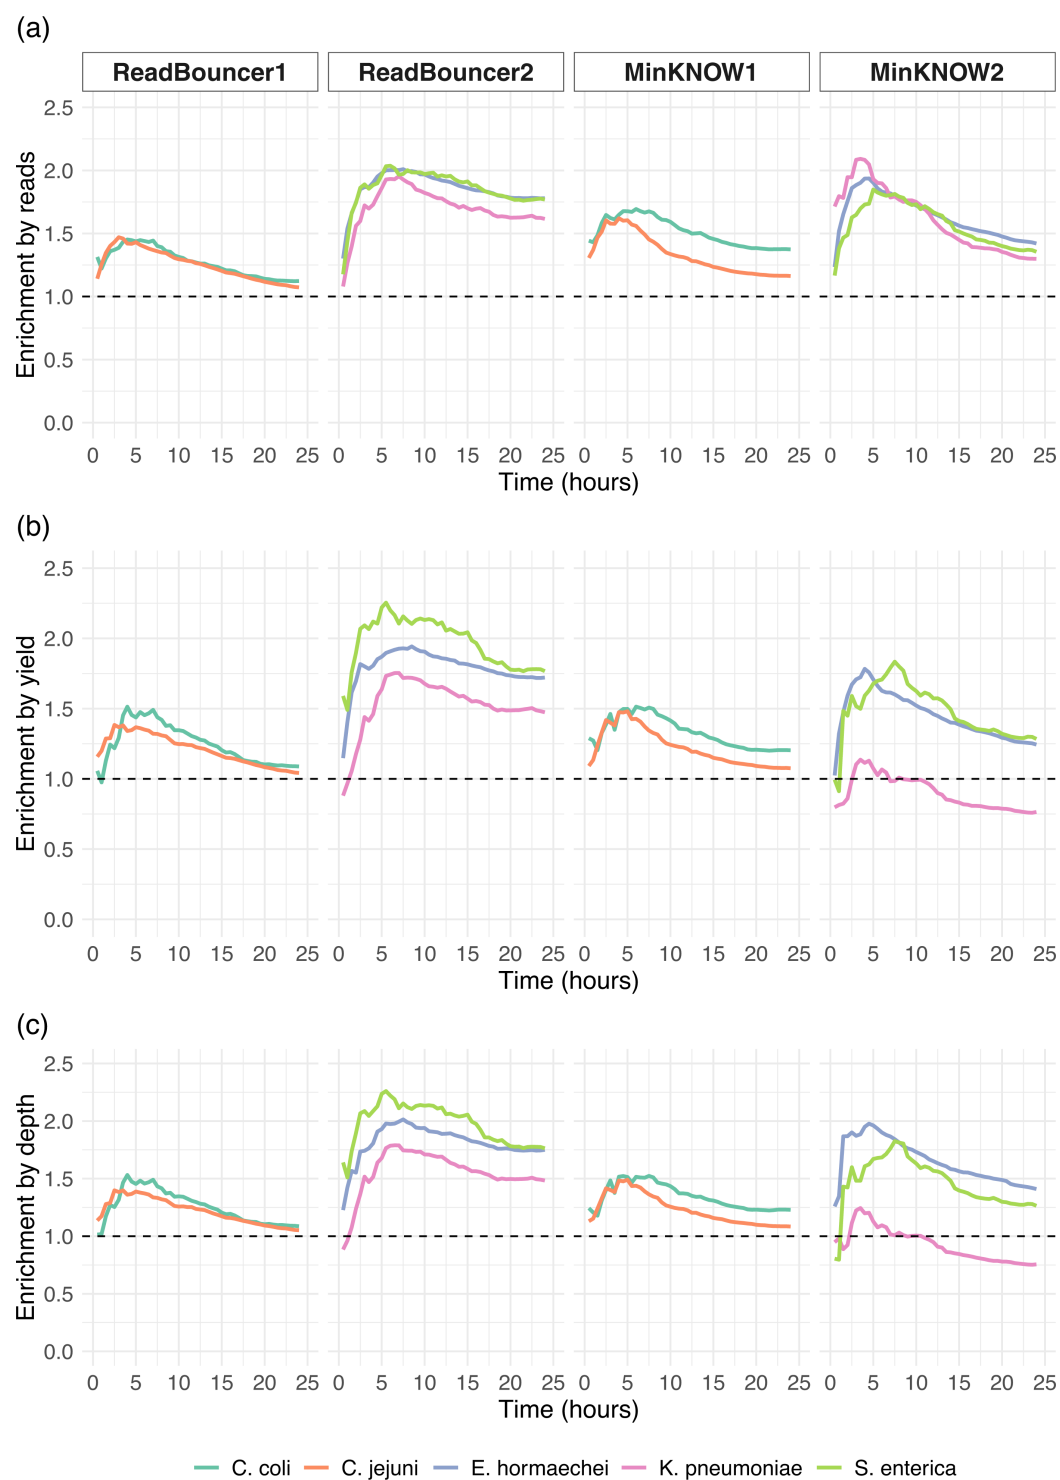 (a)
ReadBouncer1 ReadBouncer2 MinKNOW1 MinKNOW2
Enrichment by reads
2.5
2.0
1.5
1.0
0.5
0.0
0 5 10 15 20 25 0 5 10 15 20 25 0 5 10 15 20 25 0 5 10 15 20 25
Time (hours)
(b)
Enrichment by yield
2.5
2.0
1.5
1.0
0.5
0.0
0 5 10 15 20 25 0 5 10 15 20 25 0 5 10 15 20 25 0 5 10 15 20 25
Time (hours)
(c)
Enrichment by depth
2.5
2.0
1.5
1.0
0.5
0.0
0 5 10 15 20 25 0 5 10 15 20 25 0 5 10 15 20 25 0 5 10 15 20 25
Time (hours)
C. coli C. jejuni E. hormaechei K. pneumoniae S. enterica